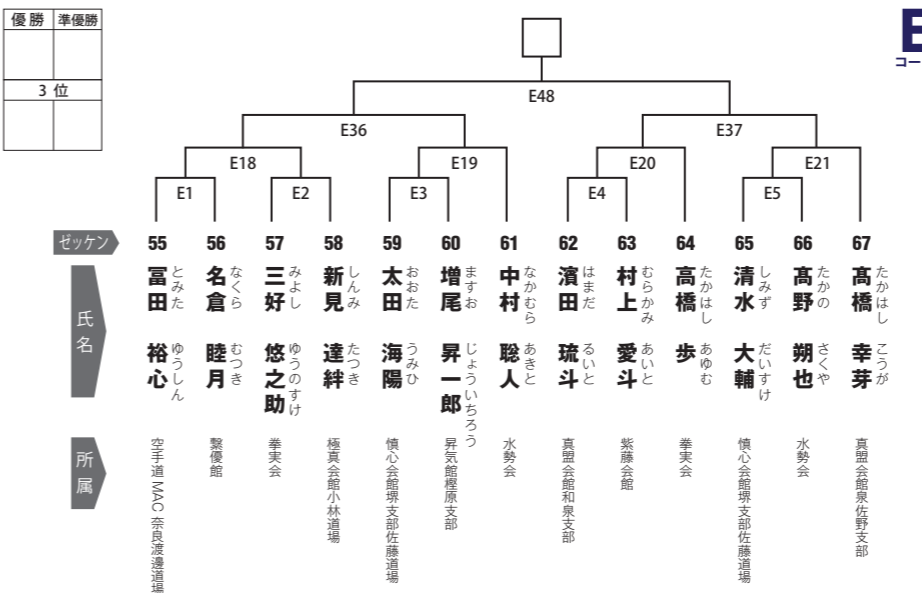 優 勝 準優勝
3 位
E
コー
E48
E36 E37
E18 E19 E20 E21
E1 E2 E3 E4 E5
ゼッケン 55 56 57 58 59 60 61 62 63 64 65 66 67
氏名
冨田 裕心 とみた ゆうしん
名倉 睦月 なくら むつき
三好 悠之助 みよし ゆうのすけ
新見 達絆 しんみ たつき
太田 海陽 おおた うみひ
増尾 昇一郎 ますお じょういちろう
中村 聡人 なかむら あきと
濱田 琉斗 はまだ るいと
村上 愛斗 むらかみ あいと
高橋 歩 たかはし あゆむ
清水 大輔 しみず だいすけ
髙野 朔也 たかの さくや
髙橋 幸芽 たかはし こうが
所属
空手道 MAC 奈良渡邊道場
繋優館
拳実会
極真会館小林道場
慎心会館堺支部佐藤道場
昇気館橿原支部
水勢会
真盟会館和泉支部
紫藤会館
拳実会
慎心会館堺支部佐藤道場
水勢会
真盟会館泉佐野支部